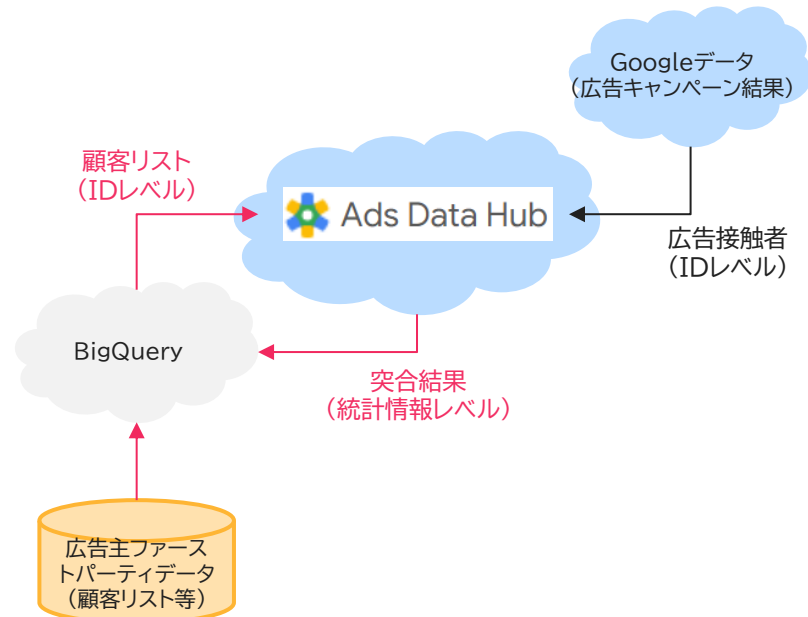 Googleデータ
（広告キャンペーン結果）
顧客リスト
（IDレベル）
Ads Data Hub
広告接触者
（IDレベル）
BigQuery
突合結果
（統計情報レベル）
広告主ファース
トパーティデータ
（顧客リスト等）